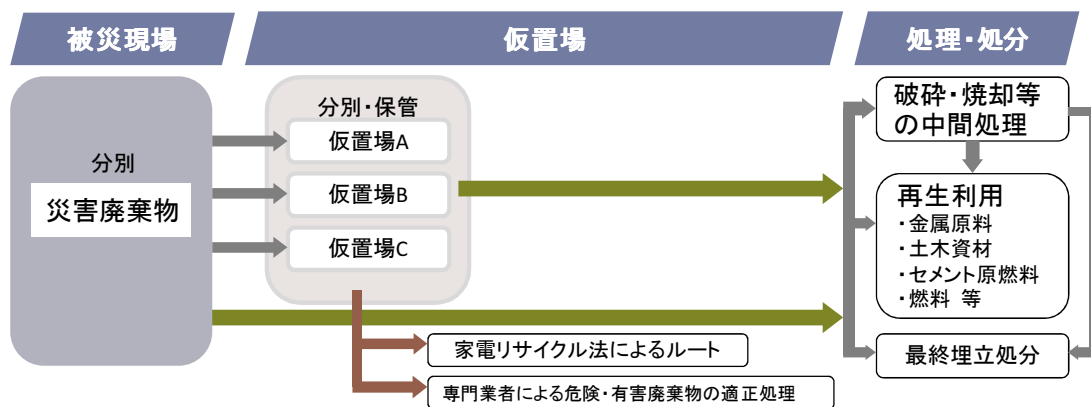 被災現場
仮置場
処理・処分
分別
災害廃棄物
分別・保管
仮置場A
仮置場B
仮置場C
家電リサイクル法によるルート
専門業者による危険・有害廃棄物の適正処理
破砕・焼却等
の中間処理
再生利用
・金属原料
・土木資材
・セメント原燃料
・燃料 等
最終埋立処分